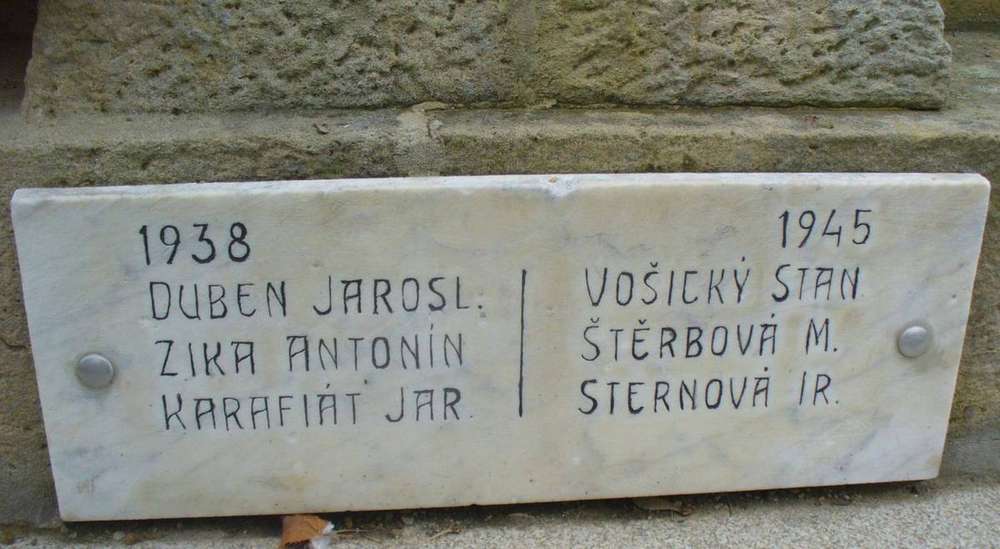 1938
DUBEN JAROSL.
ZIKA ANTONÍN
KARAFIÁT JAR.
1945
VOŠICKÝ STAN.
ŠTĚRBOVÁ M.
STERNOVÁ IR.